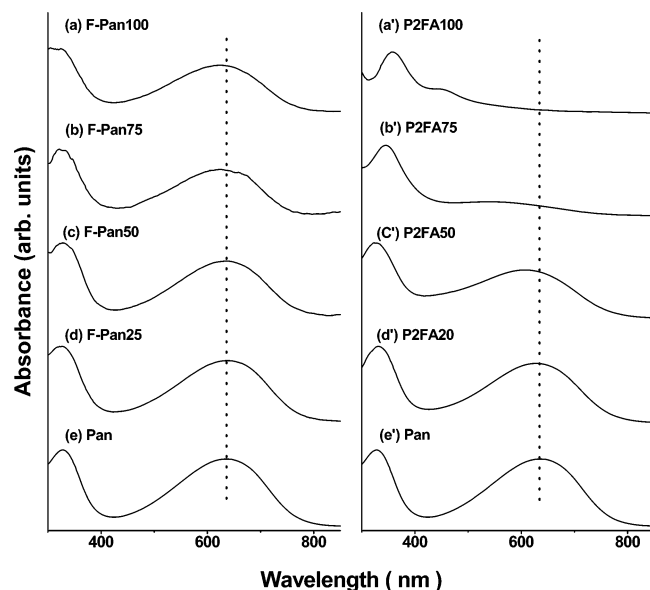 (a) F-Pan100
(b) F-Pan75
(c) F-Pan50
(d) F-Pan25
(e) Pan
(a') P2FA100
(b') P2FA75
(C') P2FA50
(d') P2FA20
(e') Pan
Absorbance (arb. units)
400
600
800
400
600
800
Wavelength ( nm )